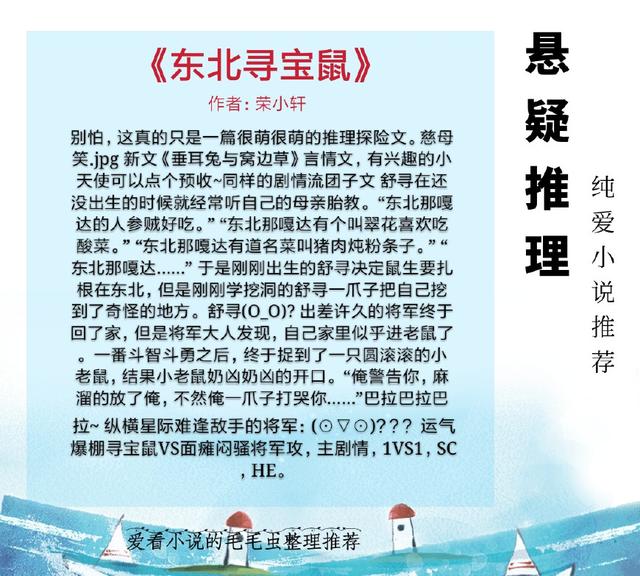 《东北寻宝鼠》
作者：荣小轩
别怕，这真的只是一篇很萌很萌的推理探险文。慈母
笑.jpg 新文《垂耳兔与窝边草》言情文，有兴趣的小
天使可以点个预收~同样的剧情流团子文 舒寻在还
没出生的时候就经常听自己的母亲胎教。“东北那嘎
达的人参贼好吃。”“东北那嘎达有个叫翠花喜欢吃
酸菜。”“东北那嘎达有道名菜叫猪肉炖粉条子。”“
东北那嘎达……” 于是刚刚出生的舒寻决定鼠生要扎
根在东北，但是刚刚学挖洞的舒寻一爪子把自己挖
到了奇怪的地方。舒寻(O_O)? 出差许久的将军终于
回了家，但是将军大人发现，自己家里似乎进老鼠了
。一番斗智斗勇之后，终于捉到了一只圆滚滚的小
老鼠，结果小老鼠奶凶奶凶的开口。“俺警告你，麻
溜的放了俺，不然俺一爪子打哭你……”巴拉巴拉巴
拉~ 纵横星际难逢敌手的将军：(⊙▽⊙)??? 运气
爆棚寻宝鼠VS面瘫闷骚将军攻，主剧情，1VS1，SC
，HE。
悬疑推理
纯爱小说推荐
爱看小说的毛毛虫整理推荐